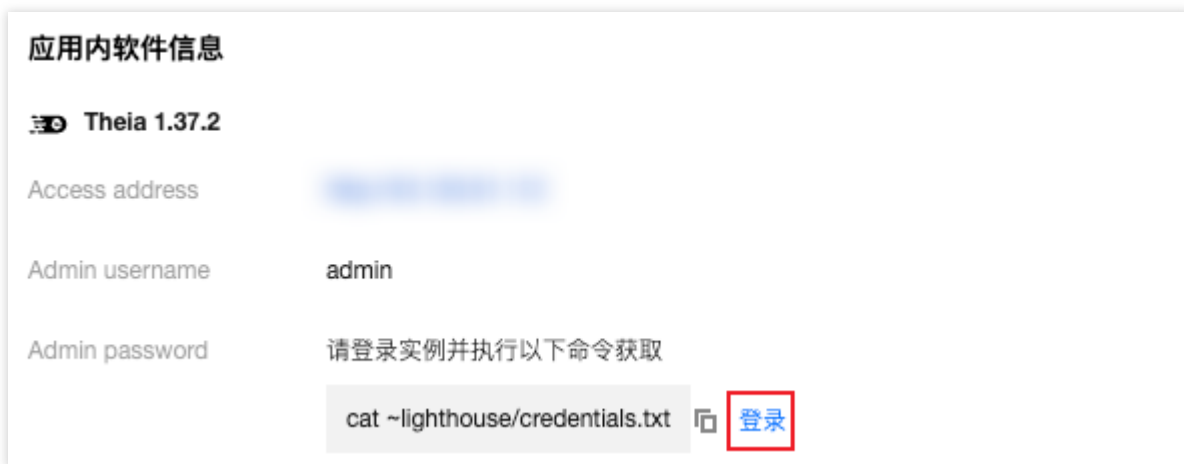 应用内软件信息
Theia 1.37.2
Access address
Admin username admin
Admin password 请登录实例并执行以下命令获取
cat ~lighthouse/credentials.txt 登录